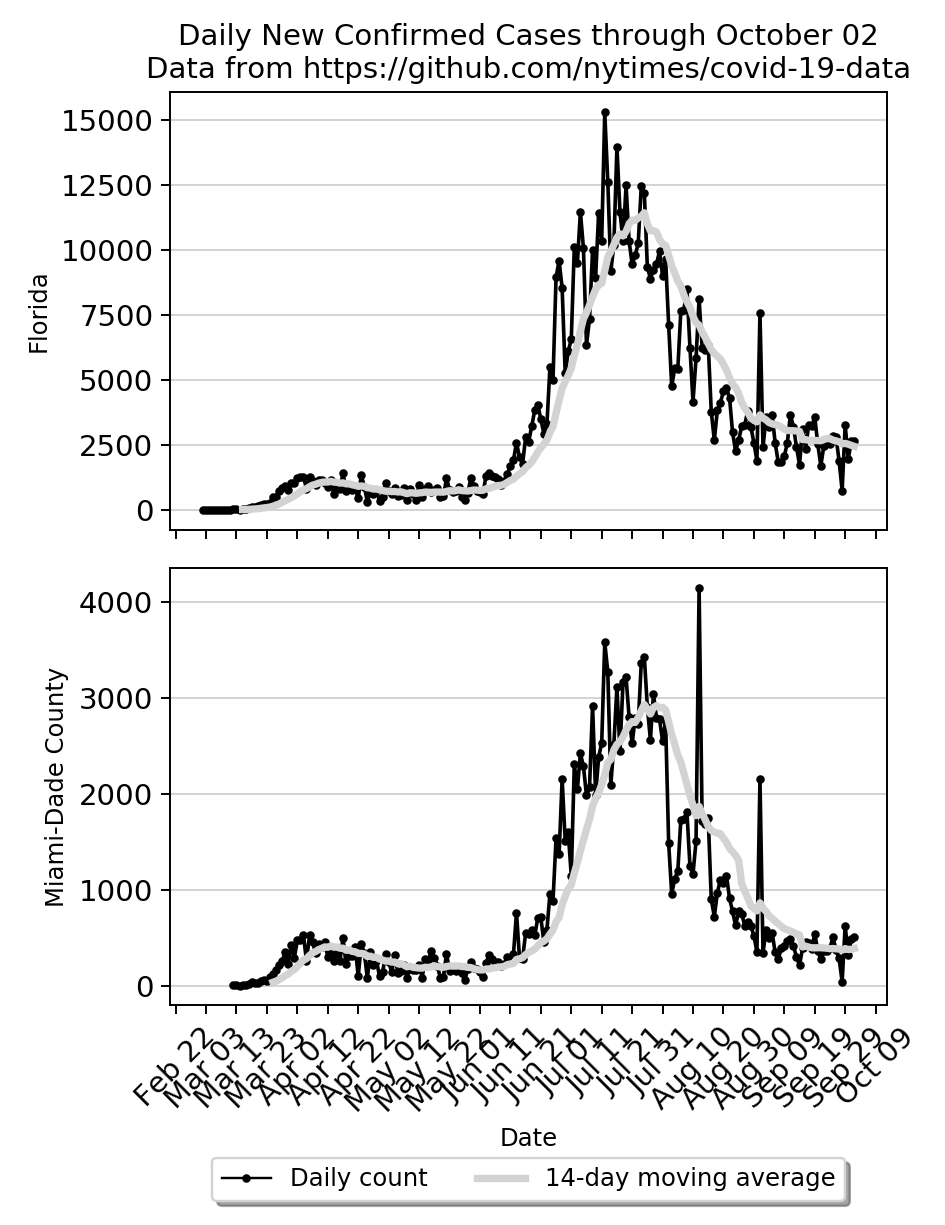 Daily New Confirmed Cases through October 02
Data from https://github.com/nytimes/covid-19-data
15000
12500
10000
7500
5000
2500
0
Florida
4000
3000
2000
1000
0
Miami-Dade County
Feb 22
Mar 03
Mar 13
Mar 23
Apr 02
Apr 12
Apr 22
May 02
May 12
May 22
Jun 01
Jun 11
Jun 21
Jul 01
Jul 11
Jul 21
Jul 31
Aug 10
Aug 20
Aug 30
Sep 09
Sep 19
Sep 29
Oct 09
Date
Daily count
14-day moving average